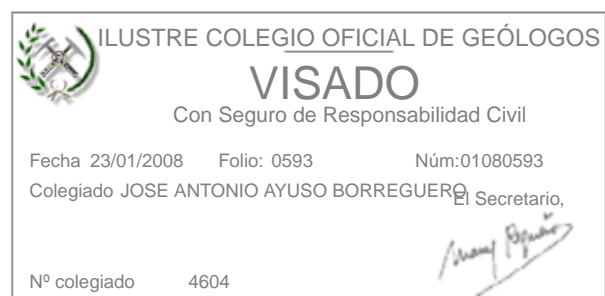 ILUSTRE COLEGIO OFICIAL DE GEÓLOGOS
VISADO
Con Seguro de Responsabilidad Civil
Fecha 23/01/2008 Folio: 0593 Núm:01080593
Colegiado JOSE ANTONIO AYUSO BORREGUERO
El Secretario,
Nº colegiado 4604